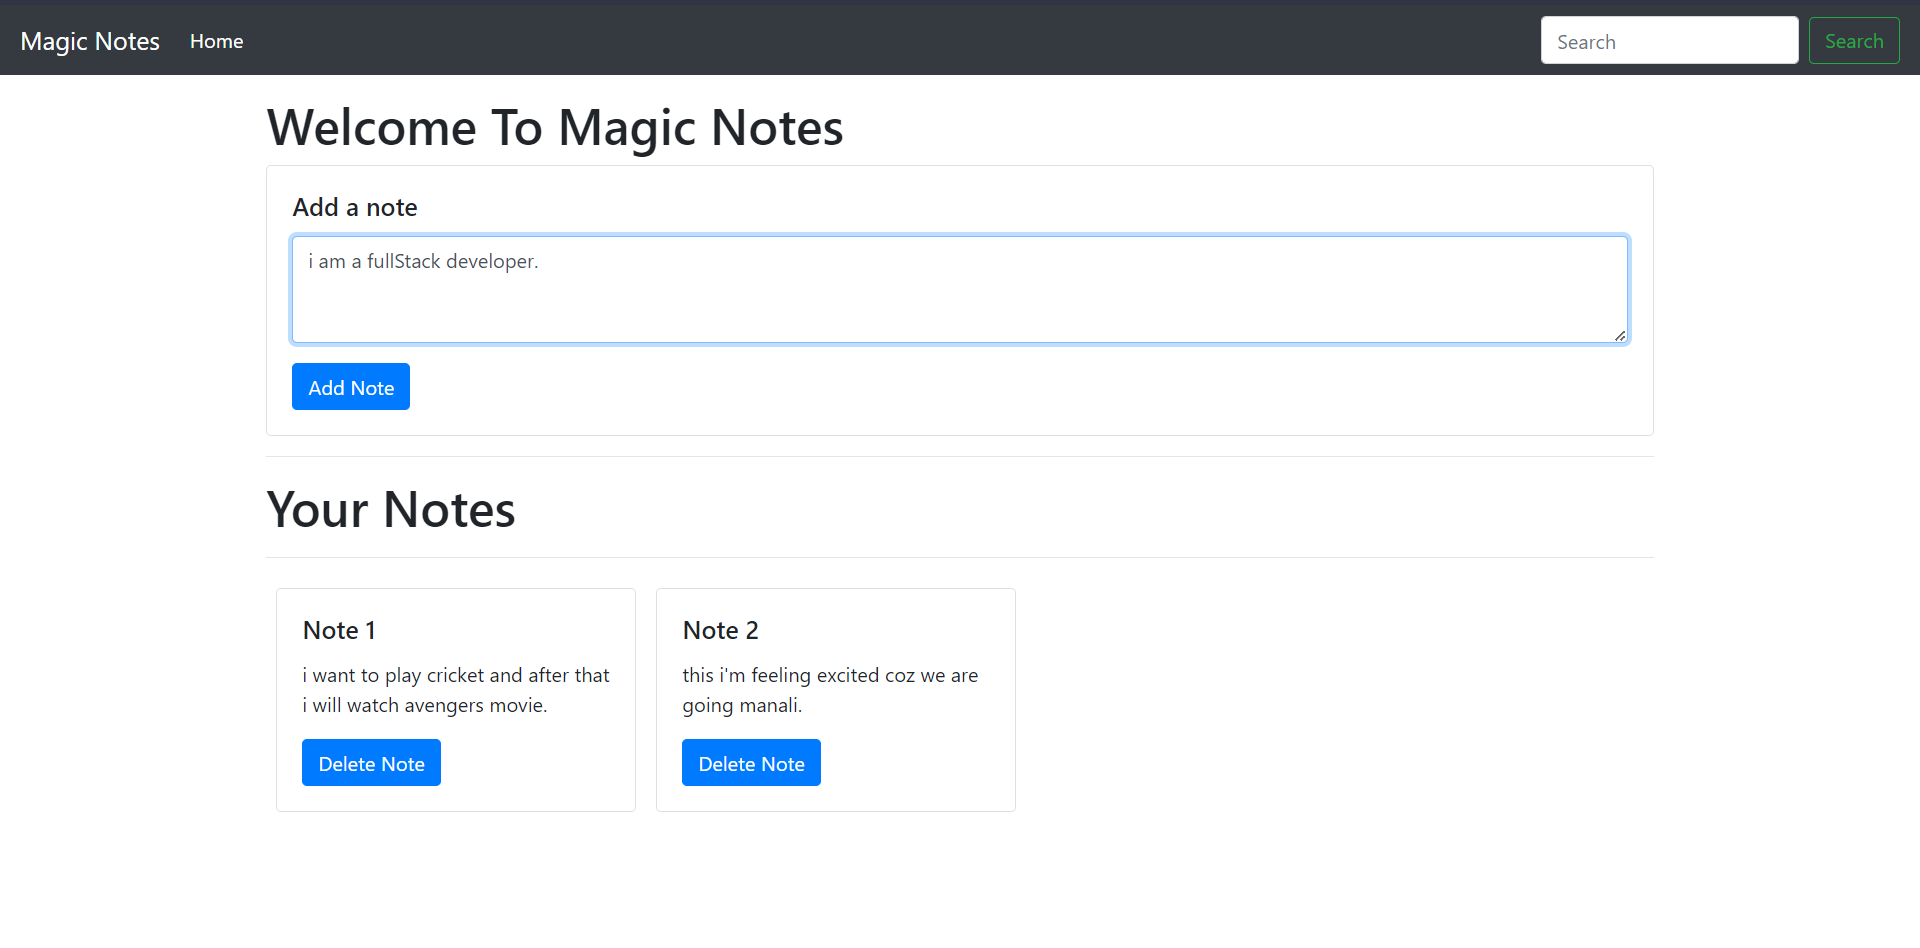 Magic Notes Home Search Search
Welcome To Magic Notes
Add a note
i am a fullStack developer.
Add Note
Your Notes
Note 1
i want to play cricket and after that
i will watch avengers movie.
Delete Note
Note 2
this i'm feeling excited coz we are
going manali.
Delete Note